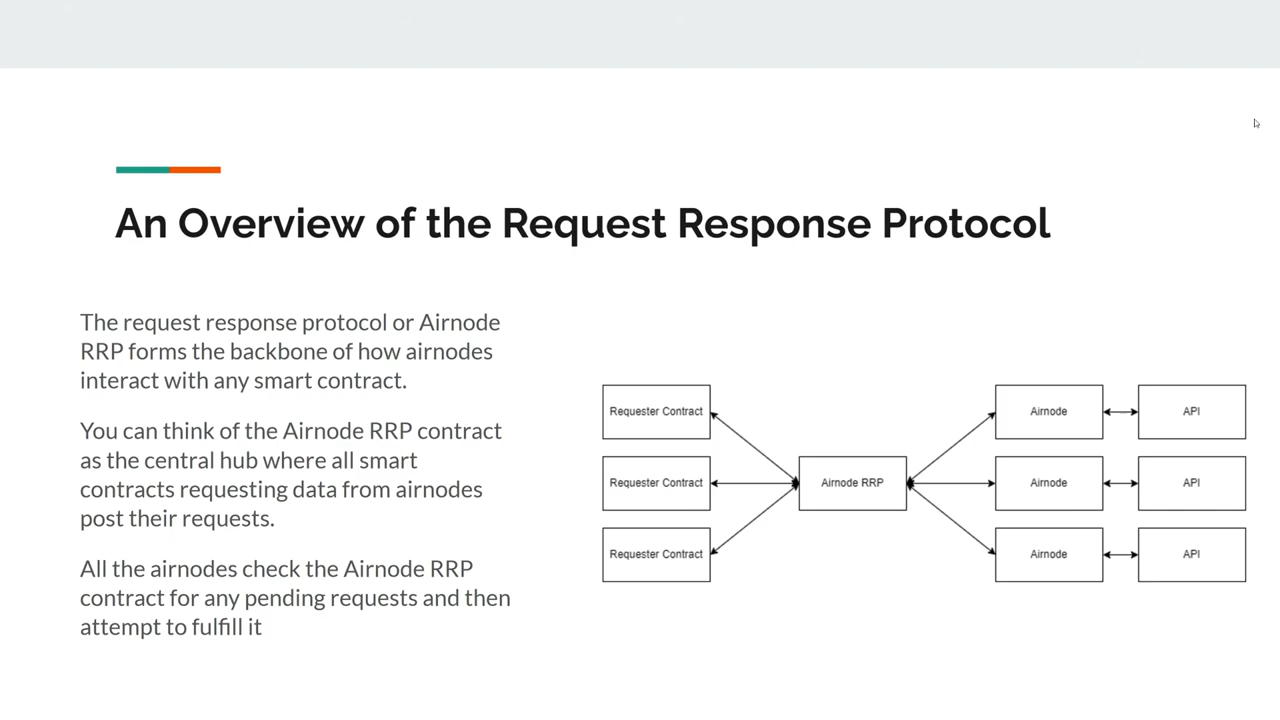 An Overview of the Request Response Protocol
The request response protocol or Airnode
RRP forms the backbone of how airnodes
interact with any smart contract.
You can think of the Airnode RRP contract
as the central hub where all smart
contracts requesting data from airnodes
post their requests.
All the airnodes check the Airnode RRP
contract for any pending requests and then
attempt to fulfill it
Requester Contract
Airnode
API
Requester Contract
Airnode RRP
Airnode
API
Requester Contract
Airnode
API